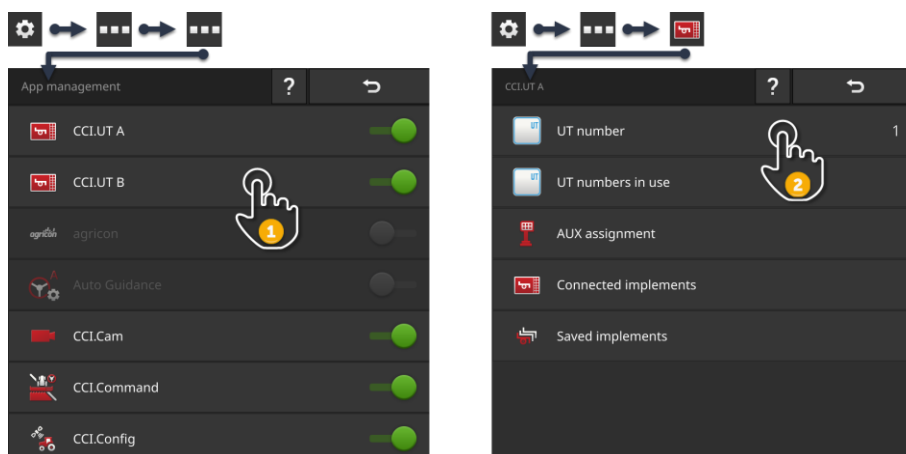 App management
?
CCI.UT A
CCI.UT B
1
agricon agricon
Auto Guidance
CCI.Cam
CCI.Command
CCI.Config
CCI.UT A
?
UT UT number 1
2
UT UT numbers in use
AUX assignment
Connected implements
Saved implements